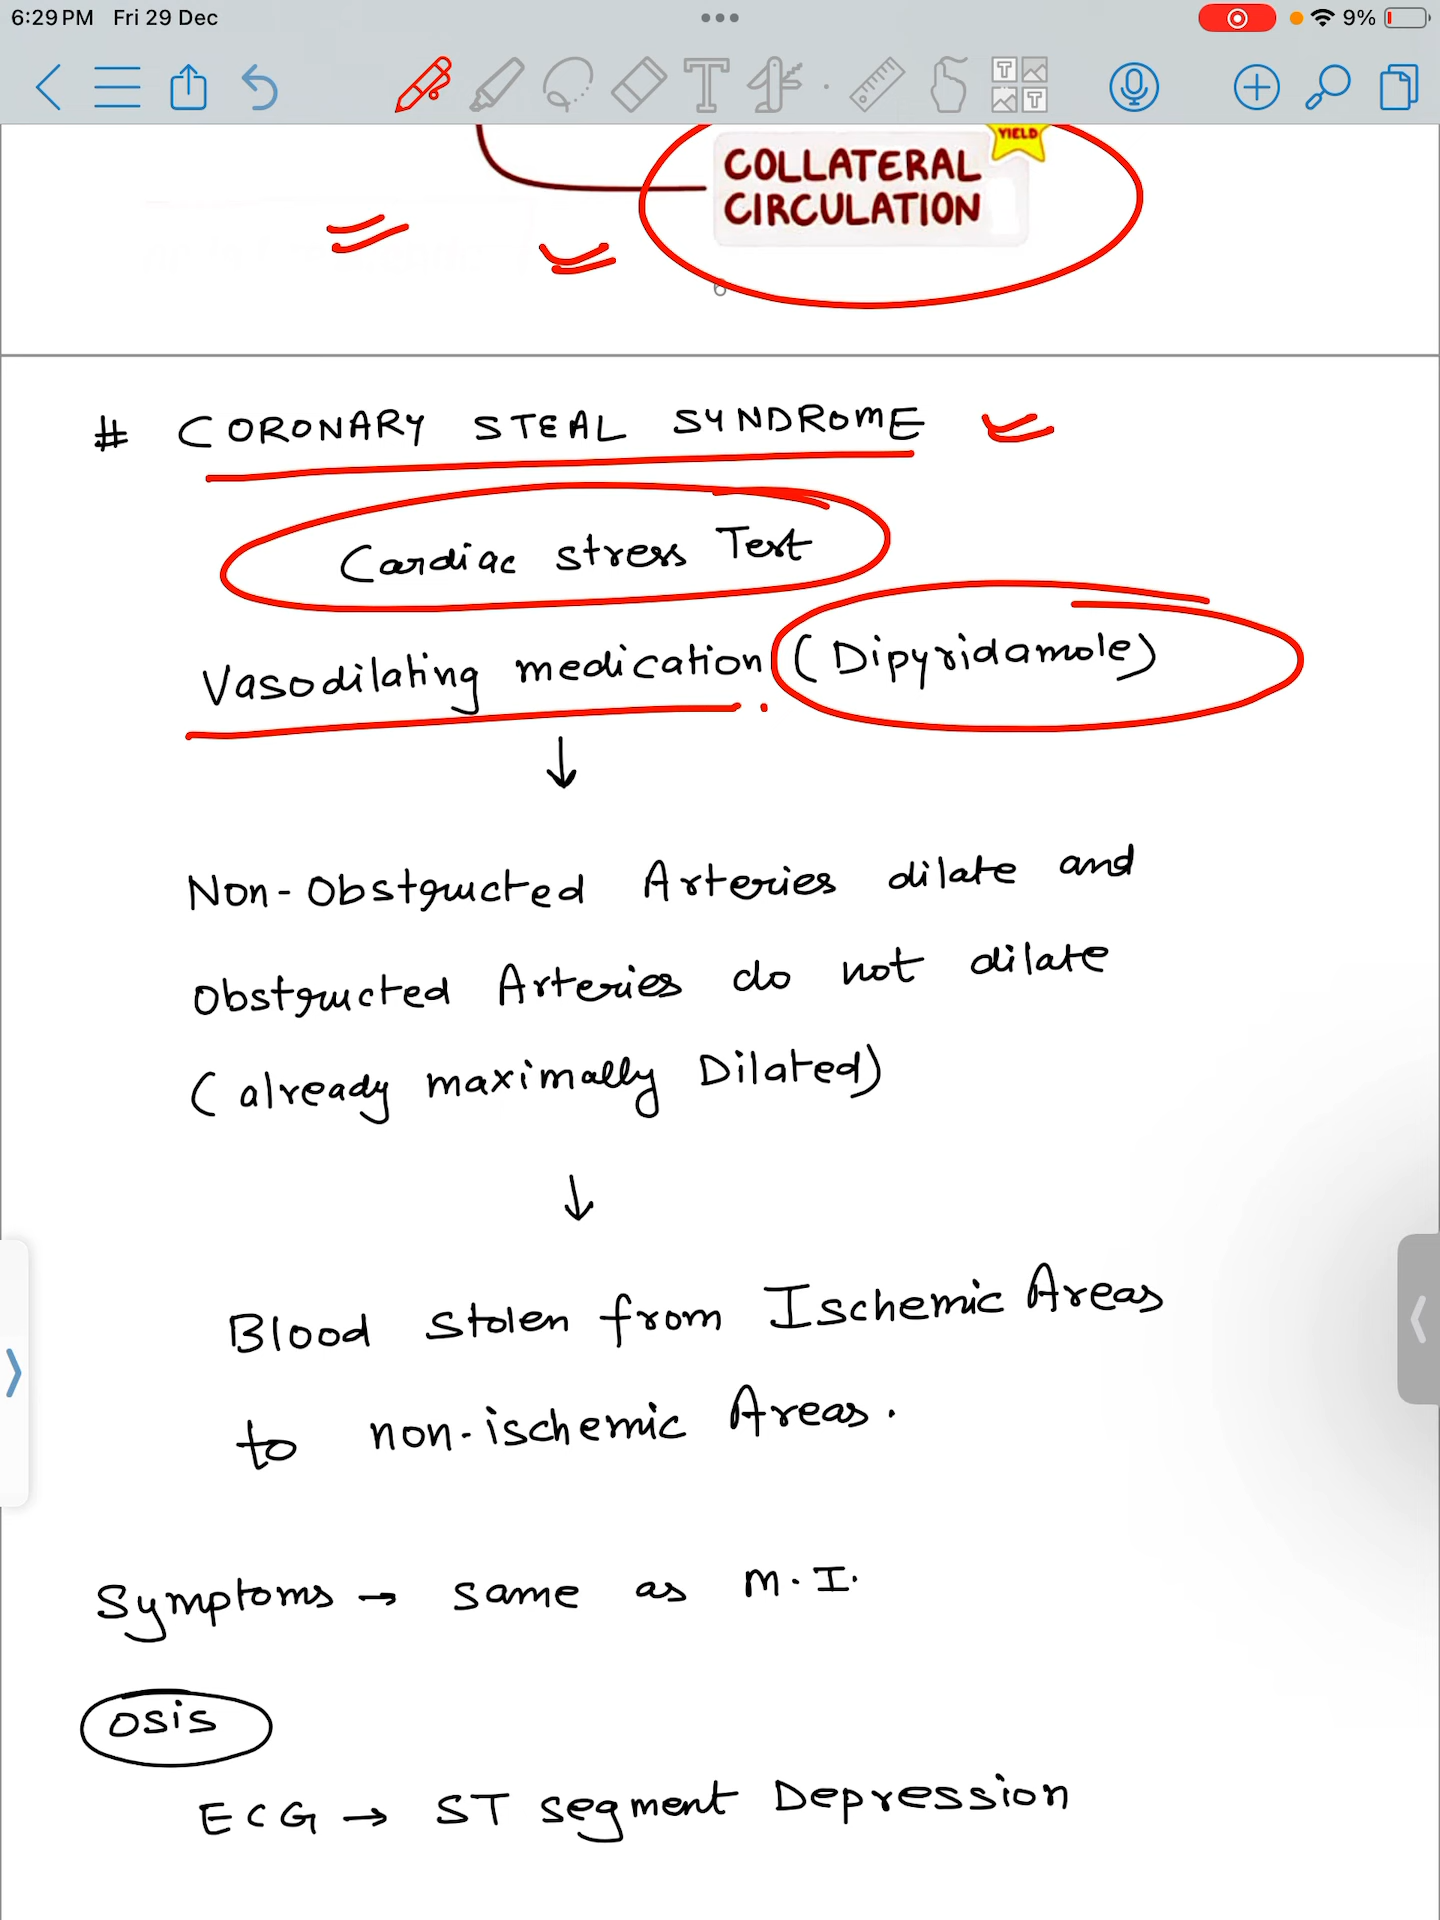 6:29 PM Fri 29 Dec
9%
YIELD
COLLATERAL
CIRCULATION
6
# CORONARY STEAL SYNDROME
Cardiac stress Test
Vasodilating medication (Dipyridamole)
↓
Non-Obstructed Arteries dilate and
Obstructed Arteries do not dilate
(already maximally Dilated)
↓
Blood stolen from Ischemic Areas
to non-ischemic Areas.
Symptoms → same as M.I.
osis
ECG → ST segment Depression